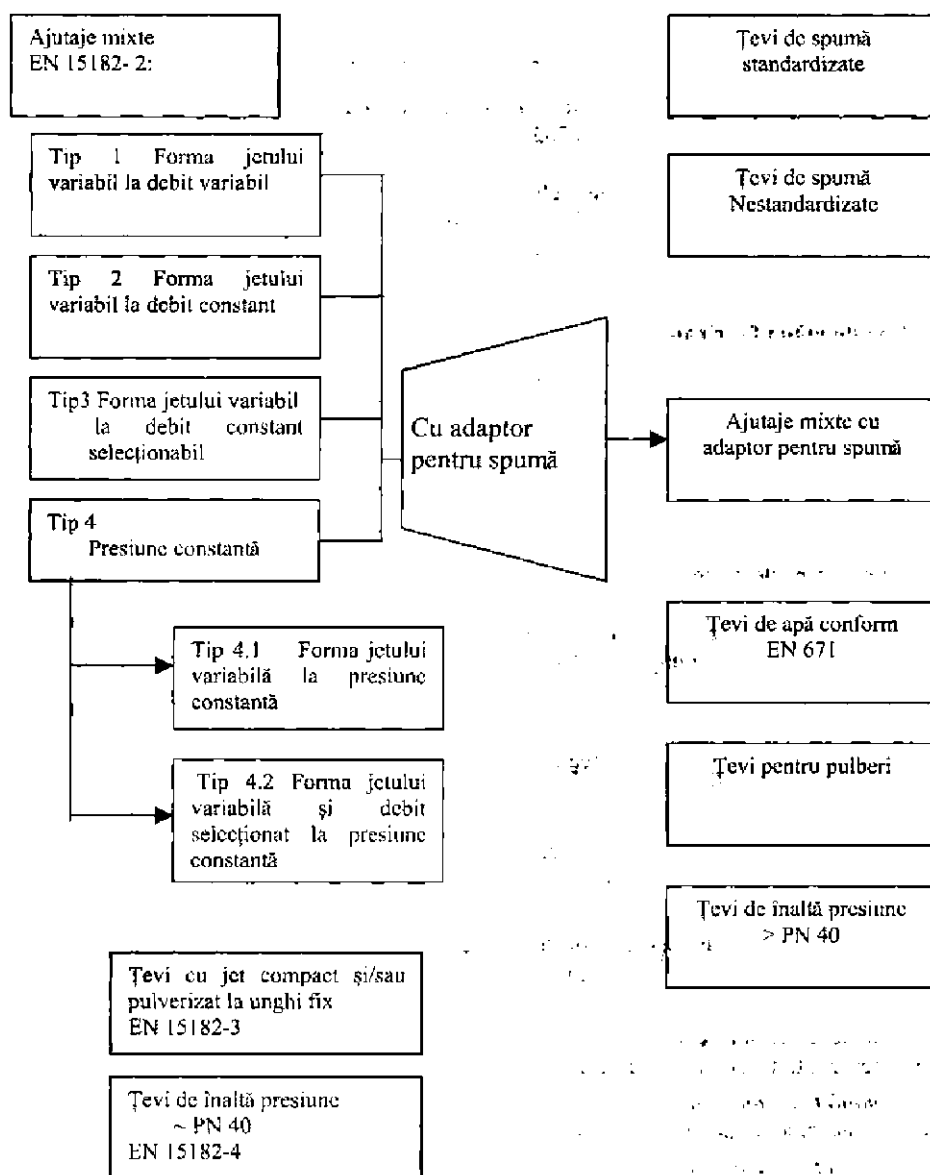 Ajutaje mixte
EN 15182- 2:
Tip 1 Forma jetului
variabil la debit variabil
Tip 2 Forma jetului
variabil la debit constant
Tip3 Forma jetului variabil
la debit constant
selecționabil
Tip 4
Presiune constantă
Tip 4.1 Forma jetului
variabilă la presiune
constantă
Tip 4.2 Forma jetului
variabilă și debit
selecționat la presiune
constantă
Țevi cu jet compact și/sau
pulverizat la unghi fix
EN 15182-3
Țevi de înaltă presiune
~ PN 40
EN 15182-4
Cu adaptor
pentru spumă
Țevi de spumă
standardizate
Țevi de spumă
Nestandardizate
Ajutaje mixte cu
adaptor pentru spumă
Țevi de apă conform
EN 671
Țevi pentru pulberi
Țevi de înaltă presiune
> PN 40